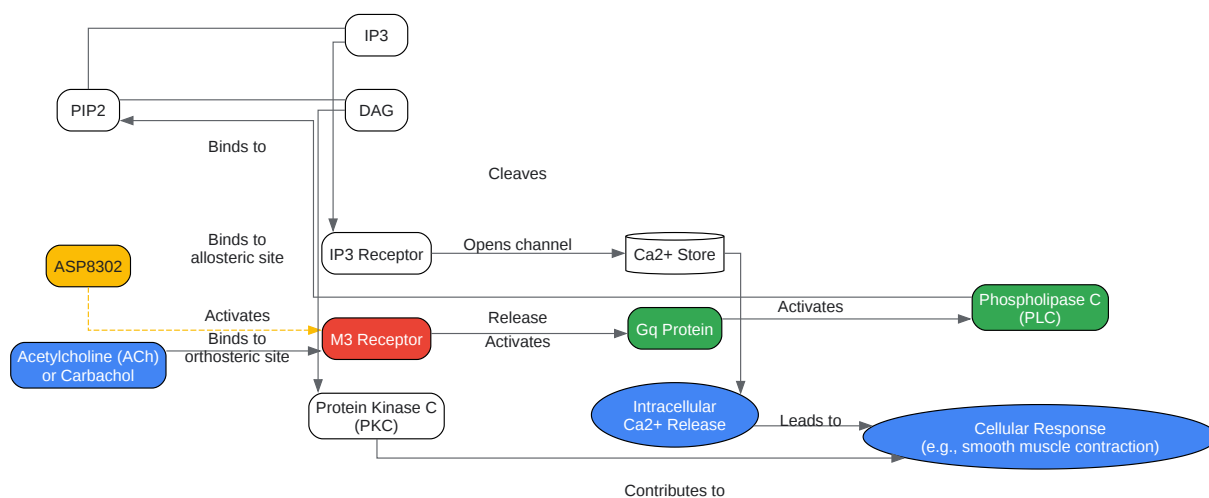 IP3
PIP2
DAG
Binds to
Cleaves
Binds to
allosteric site
IP3 Receptor
Opens channel
Ca2+ Store
ASP8302
Phospholipase C
(PLC)
Activates
Activates
M3 Receptor
Release
Activates
Gq Protein
Binds to
orthosteric site
Acetylcholine (ACh)
or Carbachol
Protein Kinase C
(PKC)
Intracellular
Ca2+ Release
Leads to
Cellular Response
(e.g., smooth muscle contraction)
Contributes to